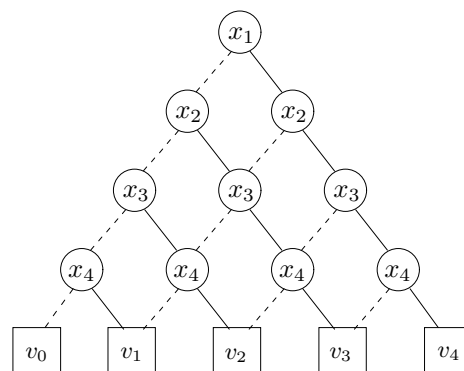 x₁
x₂ x₂
x₃ x₃ x₃
x₄ x₄ x₄ x₄
v₀ v₁ v₂ v₃ v₄